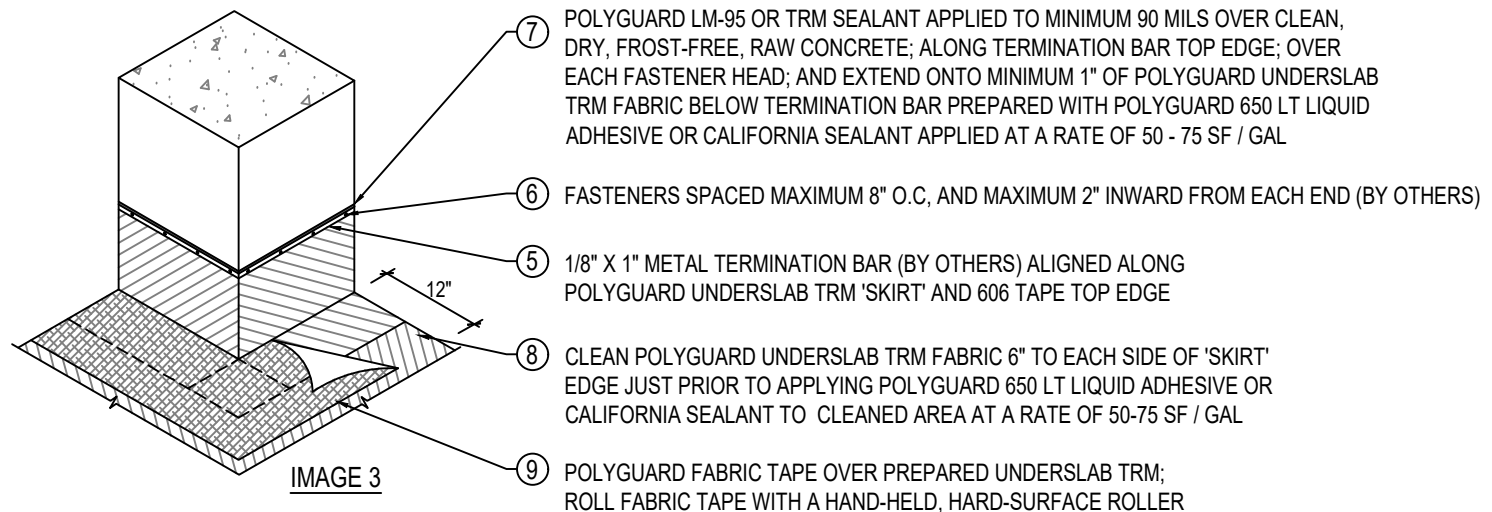 7 POLYGUARD LM-95 OR TRM SEALANT APPLIED TO MINIMUM 90 MILS OVER CLEAN,
DRY, FROST-FREE, RAW CONCRETE; ALONG TERMINATION BAR TOP EDGE; OVER
EACH FASTENER HEAD; AND EXTEND ONTO MINIMUM 1" OF POLYGUARD UNDERSLAB
TRM FABRIC BELOW TERMINATION BAR PREPARED WITH POLYGUARD 650 LT LIQUID
ADHESIVE OR CALIFORNIA SEALANT APPLIED AT A RATE OF 50 - 75 SF / GAL
6 FASTENERS SPACED MAXIMUM 8" O.C, AND MAXIMUM 2" INWARD FROM EACH END (BY OTHERS)
5 1/8" X 1" METAL TERMINATION BAR (BY OTHERS) ALIGNED ALONG
POLYGUARD UNDERSLAB TRM 'SKIRT' AND 606 TAPE TOP EDGE
12"
8 CLEAN POLYGUARD UNDERSLAB TRM FABRIC 6" TO EACH SIDE OF 'SKIRT'
EDGE JUST PRIOR TO APPLYING POLYGUARD 650 LT LIQUID ADHESIVE OR
CALIFORNIA SEALANT TO CLEANED AREA AT A RATE OF 50-75 SF / GAL
9 POLYGUARD FABRIC TAPE OVER PREPARED UNDERSLAB TRM;
ROLL FABRIC TAPE WITH A HAND-HELD, HARD-SURFACE ROLLER
IMAGE 3